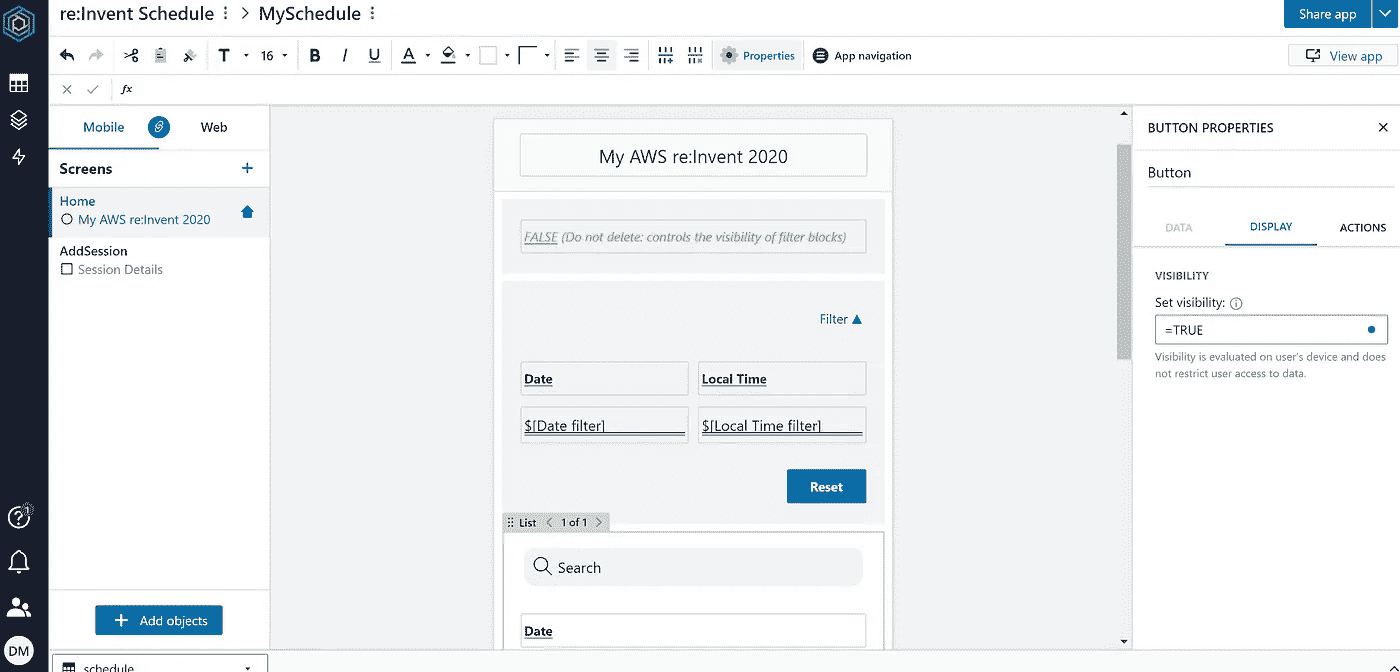 re:Invent Schedule > MySchedule
Share app
T 16 B I U A Properties App navigation View app
fx
Mobile Web
Screens +
Home
My AWS re:Invent 2020
AddSession
Session Details
+ Add objects
DM
schedule
My AWS re:Invent 2020
FALSE (Do not delete: controls the visibility of filter blocks)
Filter ▲
Date Local Time
$[Date filter] $[Local Time filter]
Reset
List < 1 of 1 >
Search
Date
BUTTON PROPERTIES
Button
DATA DISPLAY ACTIONS
VISIBILITY
Set visibility:
=TRUE
Visibility is evaluated on user's device and does
not restrict user access to data.